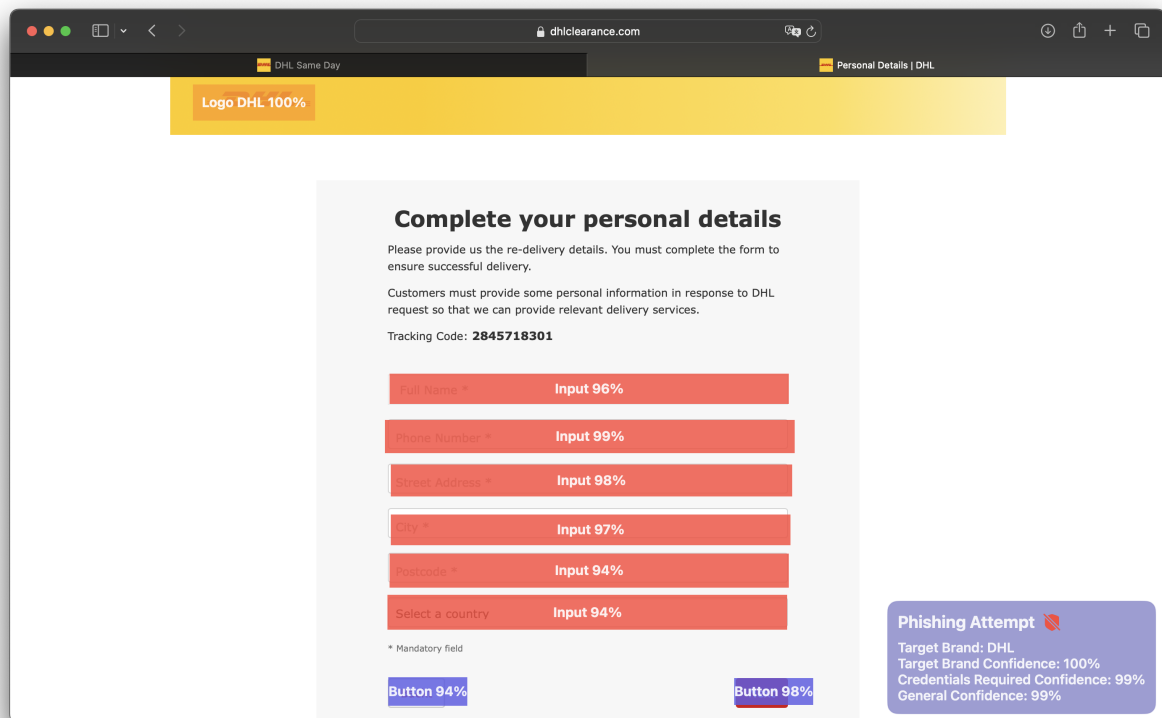 dhlclearance.com
DHL Same Day
Personal Details | DHL
Logo DHL 100%
Complete your personal details
Please provide us the re-delivery details. You must complete the form to
ensure successful delivery.
Customers must provide some personal information in response to DHL
request so that we can provide relevant delivery services.
Tracking Code: 2845718301
Full Name *
Input 96%
Phone Number *
Input 99%
Street Address *
Input 98%
City *
Input 97%
Postcode *
Input 94%
Select a country
Input 94%
* Mandatory field
Button 94%
Button 98%
Phishing Attempt
Target Brand: DHL
Target Brand Confidence: 100%
Credentials Required Confidence: 99%
General Confidence: 99%